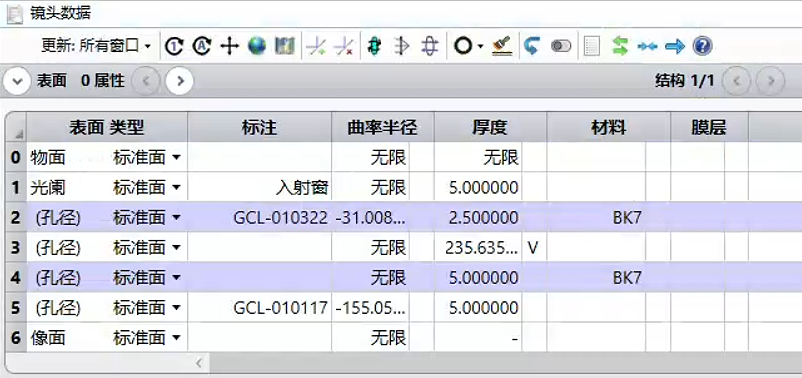 镜头数据
更新: 所有窗口
表面 0 属性 结构 1/1
表面 类型 标注 曲率半径 厚度 材料 膜层
0 物面 标准面 无限 无限
1 光阑 标准面 入射窗 无限 5.000000
2 (孔径) 标准面 GCL-010322 -31.008... 2.500000 BK7
3 (孔径) 标准面 无限 235.635... V
4 (孔径) 标准面 无限 5.000000 BK7
5 (孔径) 标准面 GCL-010117 -155.05... 5.000000
6 像面 标准面 无限 -